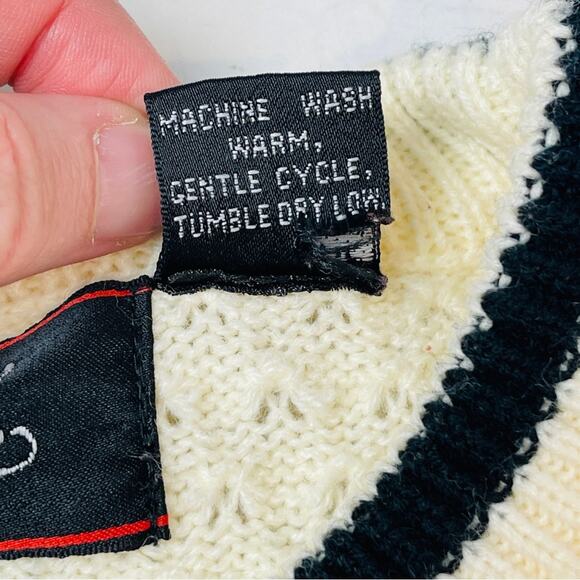 MACHINE WASH
WARM,
GENTLE CYCLE,
TUMBLE DRY LOW